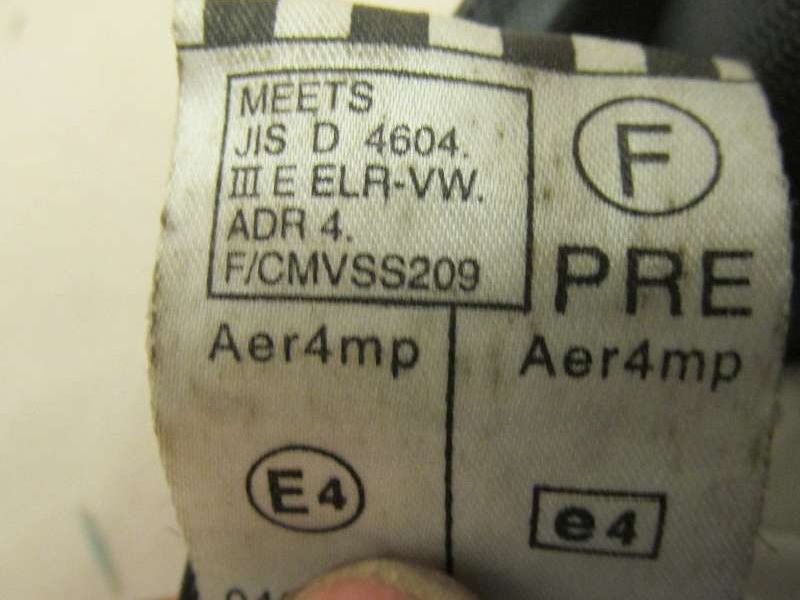 MEETS
JIS D 4604.
III E ELR-VW.
ADR 4.
F/CMVSS209
F
PRE
Aer4mp
Aer4mp
E4
e4